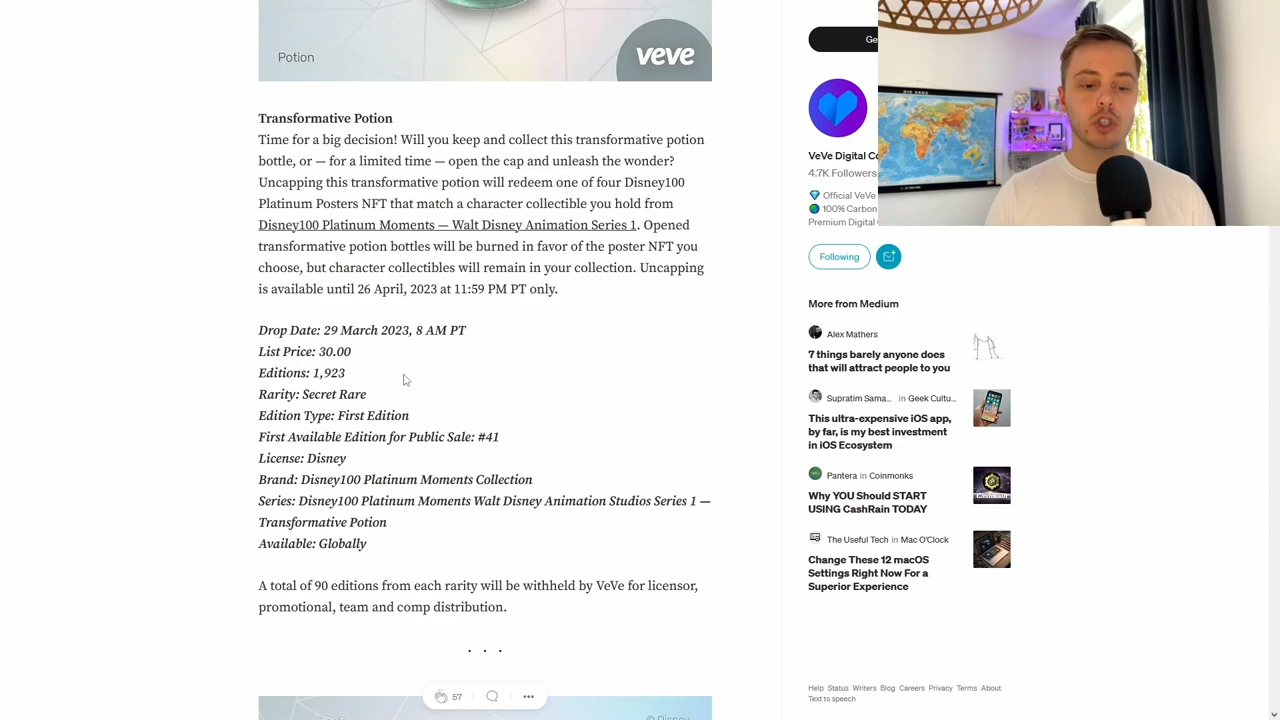 Potion
veve
Transformative Potion
Time for a big decision! Will you keep and collect this transformative potion
bottle, or — for a limited time — open the cap and unleash the wonder?
Uncapping this transformative potion will redeem one of four Disney100
Platinum Posters NFT that match a character collectible you hold from
Disney100 Platinum Moments — Walt Disney Animation Series 1. Opened
transformative potion bottles will be burned in favor of the poster NFT you
choose, but character collectibles will remain in your collection. Uncapping
is available until 26 April, 2023 at 11:59 PM PT only.
Drop Date: 29 March 2023, 8 AM PT
List Price: 30.00
Editions: 1,923
Rarity: Secret Rare
Edition Type: First Edition
First Available Edition for Public Sale: #41
License: Disney
Brand: Disney100 Platinum Moments Collection
Series: Disney100 Platinum Moments Walt Disney Animation Studios Series 1 —
Transformative Potion
Available: Globally
A total of 90 editions from each rarity will be withheld by VeVe for licensor,
promotional, team and comp distribution.
. . .
57
© Disney
Ge
VeVe Digital Co
4.7K Followers
Official VeVe
100% Carbon
Premium Digital
Following
More from Medium
Alex Mathers
7 things barely anyone does
that will attract people to you
Supratim Sama... in Geek Cultu...
This ultra-expensive iOS app,
by far, is my best investment
in iOS Ecosystem
Pantera in Coinmonks
Why YOU Should START
USING CashRain TODAY
CashRain
The Useful Tech in Mac O'Clock
Change These 12 macOS
Settings Right Now For a
Superior Experience
Help Status Writers Blog Careers Privacy Terms About
Text to speech